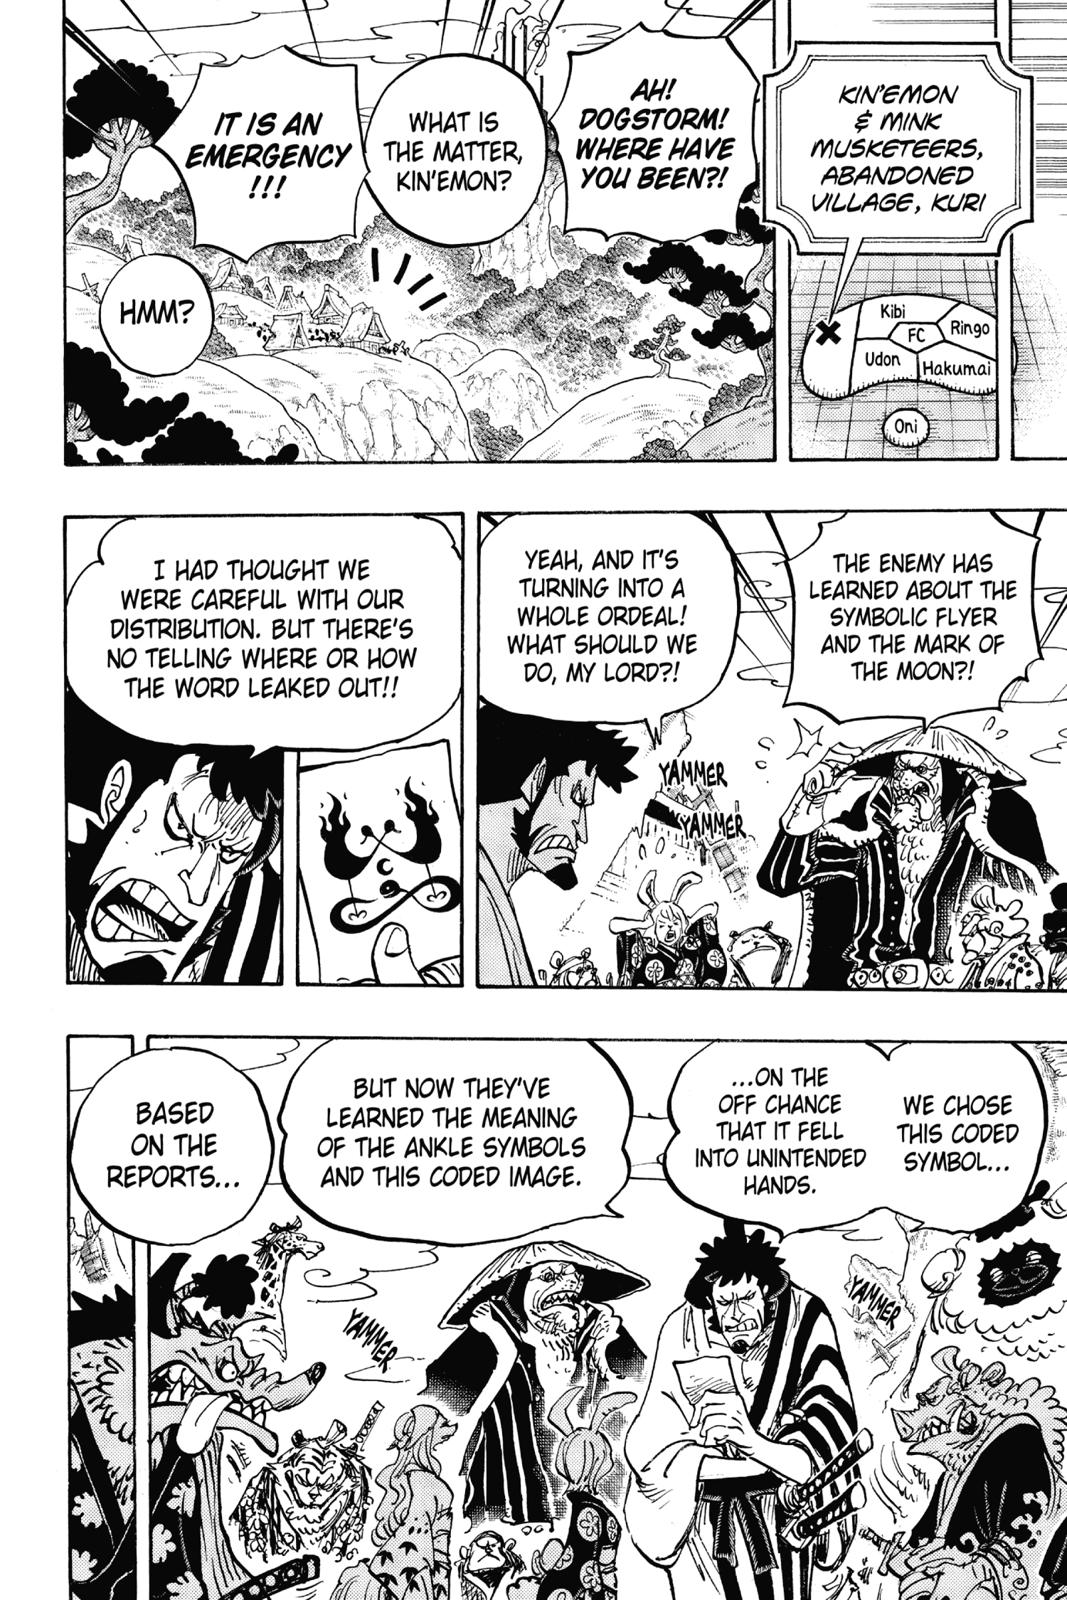 KIN'EMON
& MINK
MUSKETEERS,
ABANDONED
VILLAGE, KURI
Kibi
FC
Ringo
Udon
Hakumai
Oni
AH!
DOGSTORM!
WHERE HAVE
YOU BEEN?!
WHAT IS
THE MATTER,
KIN'EMON?
IT IS AN
EMERGENCY
!!!
HMM?
THE ENEMY HAS
LEARNED ABOUT THE
SYMBOLIC FLYER
AND THE MARK OF
THE MOON?!
YEAH, AND IT'S
TURNING INTO A
WHOLE ORDEAL!
WHAT SHOULD WE
DO, MY LORD?!
YAMMER
YAMMER
I HAD THOUGHT WE
WERE CAREFUL WITH OUR
DISTRIBUTION. BUT THERE'S
NO TELLING WHERE OR HOW
THE WORD LEAKED OUT!!
WE CHOSE
THIS CODED
SYMBOL...
...ON THE
OFF CHANCE
THAT IT FELL
INTO UNINTENDED
HANDS.
YAMMER
BUT NOW THEY'VE
LEARNED THE MEANING
OF THE ANKLE SYMBOLS
AND THIS CODED IMAGE.
YAMMER
BASED
ON THE
REPORTS...